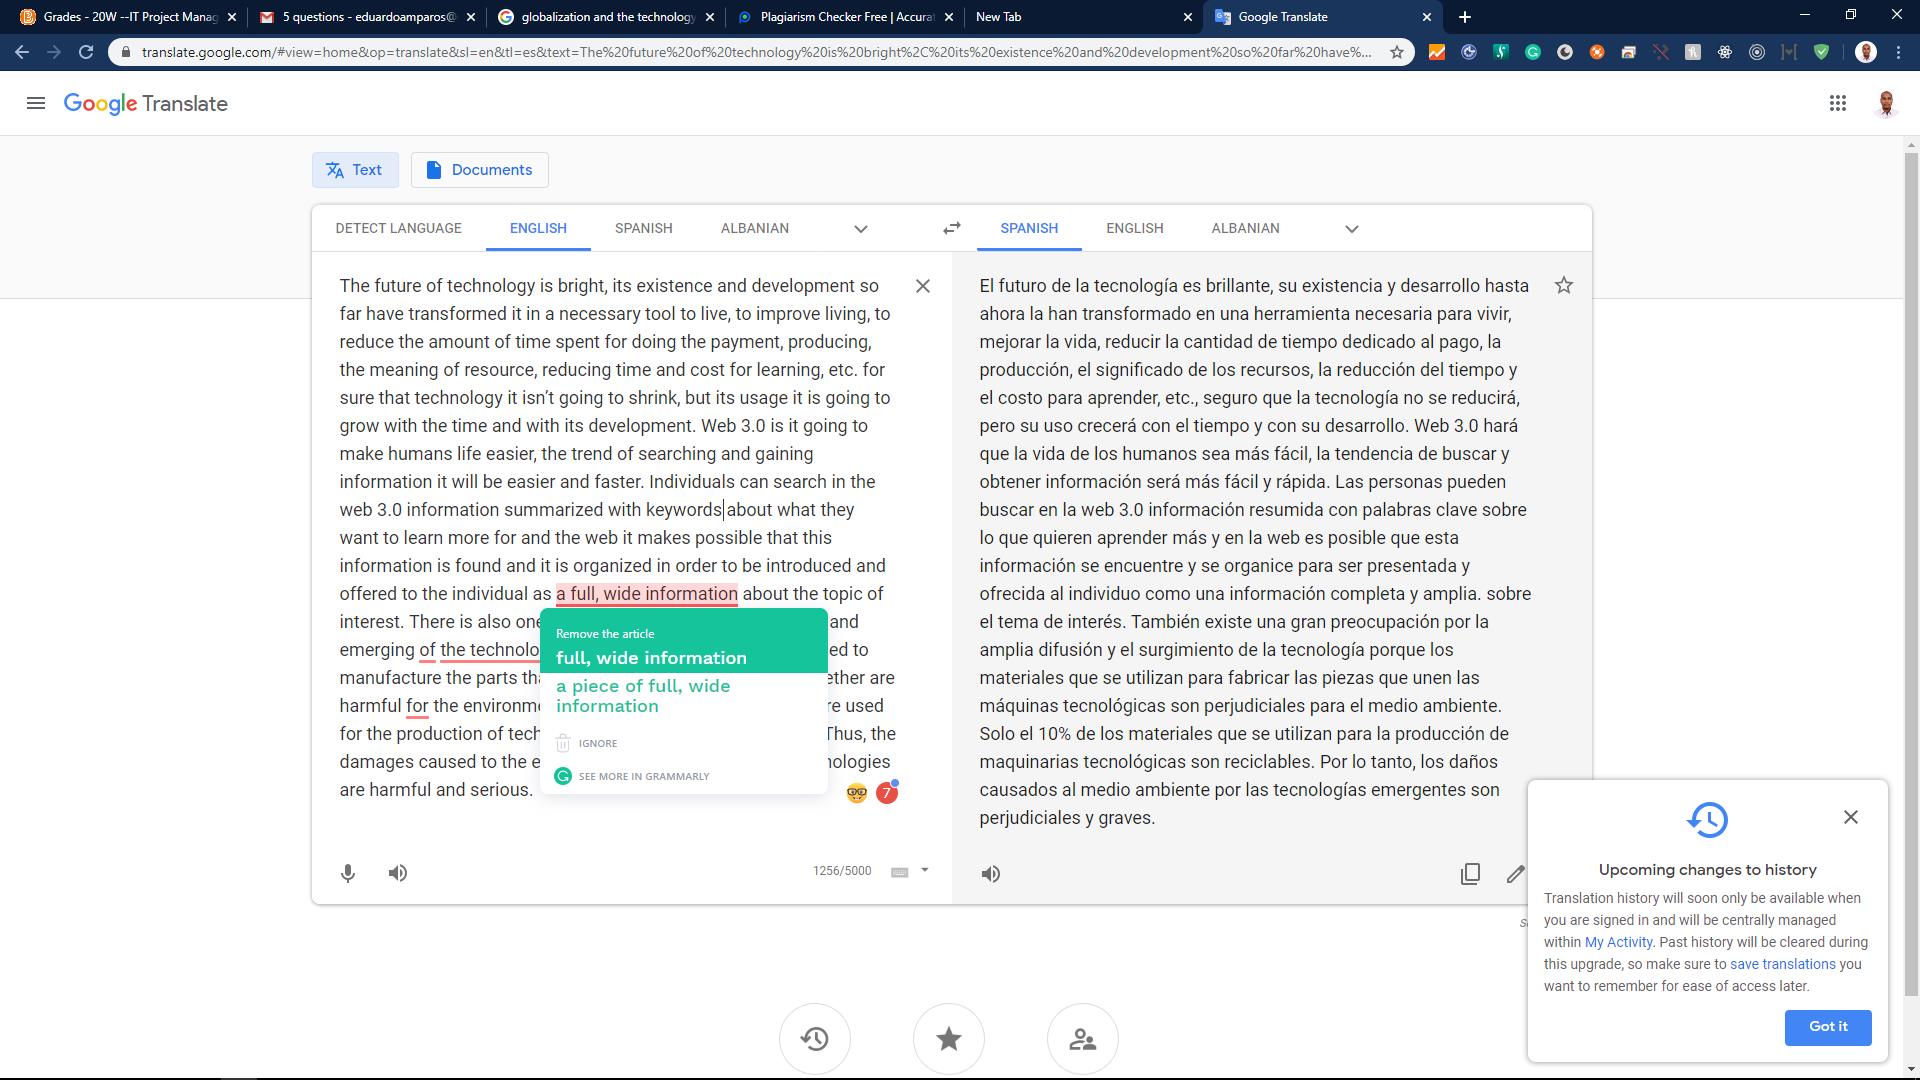 Grades - 20W --IT Project Manag
5 questions - eduardoamparos@
globalization and the technology
Plagiarism Checker Free | Accurat
New Tab
Google Translate
translate.google.com/#view=home&op=translate&sl=en&tl=es&text=The%20future%20of%20technology%20is%20bright%2C%20its%20existence%20and%20development%20so%20far%20have%...
Google Translate
Text
Documents
DETECT LANGUAGE
ENGLISH
SPANISH
ALBANIAN
SPANISH
ENGLISH
ALBANIAN
The future of technology is bright, its existence and development so
far have transformed it in a necessary tool to live, to improve living, to
reduce the amount of time spent for doing the payment, producing,
the meaning of resource, reducing time and cost for learning, etc. for
sure that technology it isn’t going to shrink, but its usage it is going to
grow with the time and with its development. Web 3.0 is it going to
make humans life easier, the trend of searching and gaining
information it will be easier and faster. Individuals can search in the
web 3.0 information summarized with keywords about what they
want to learn more for and the web it makes possible that this
information is found and it is organized in order to be introduced and
offered to the individual as a full, wide information about the topic of
interest. There is also one and
emerging of the technolo ed to
manufacture the parts tha ether are
harmful for the environme re used
for the production of tech Thus, the
damages caused to the e nologies
are harmful and serious.
Remove the article
full, wide information
a piece of full, wide
information
IGNORE
SEE MORE IN GRAMMARLY
7
1256/5000
El futuro de la tecnología es brillante, su existencia y desarrollo hasta
ahora la han transformado en una herramienta necesaria para vivir,
mejorar la vida, reducir la cantidad de tiempo dedicado al pago, la
producción, el significado de los recursos, la reducción del tiempo y
el costo para aprender, etc., seguro que la tecnología no se reducirá,
pero su uso crecerá con el tiempo y con su desarrollo. Web 3.0 hará
que la vida de los humanos sea más fácil, la tendencia de buscar y
obtener información será más fácil y rápida. Las personas pueden
buscar en la web 3.0 información resumida con palabras clave sobre
lo que quieren aprender más y en la web es posible que esta
información se encuentre y se organice para ser presentada y
ofrecida al individuo como una información completa y amplia. sobre
el tema de interés. También existe una gran preocupación por la
amplia difusión y el surgimiento de la tecnología porque los
materiales que se utilizan para fabricar las piezas que unen las
máquinas tecnológicas son perjudiciales para el medio ambiente.
Solo el 10% de los materiales que se utilizan para la producción de
maquinarias tecnológicas son reciclables. Por lo tanto, los daños
causados al medio ambiente por las tecnologías emergentes son
perjudiciales y graves.
Upcoming changes to history
Translation history will soon only be available when
you are signed in and will be centrally managed
within My Activity. Past history will be cleared during
this upgrade, so make sure to save translations you
want to remember for ease of access later.
Got it